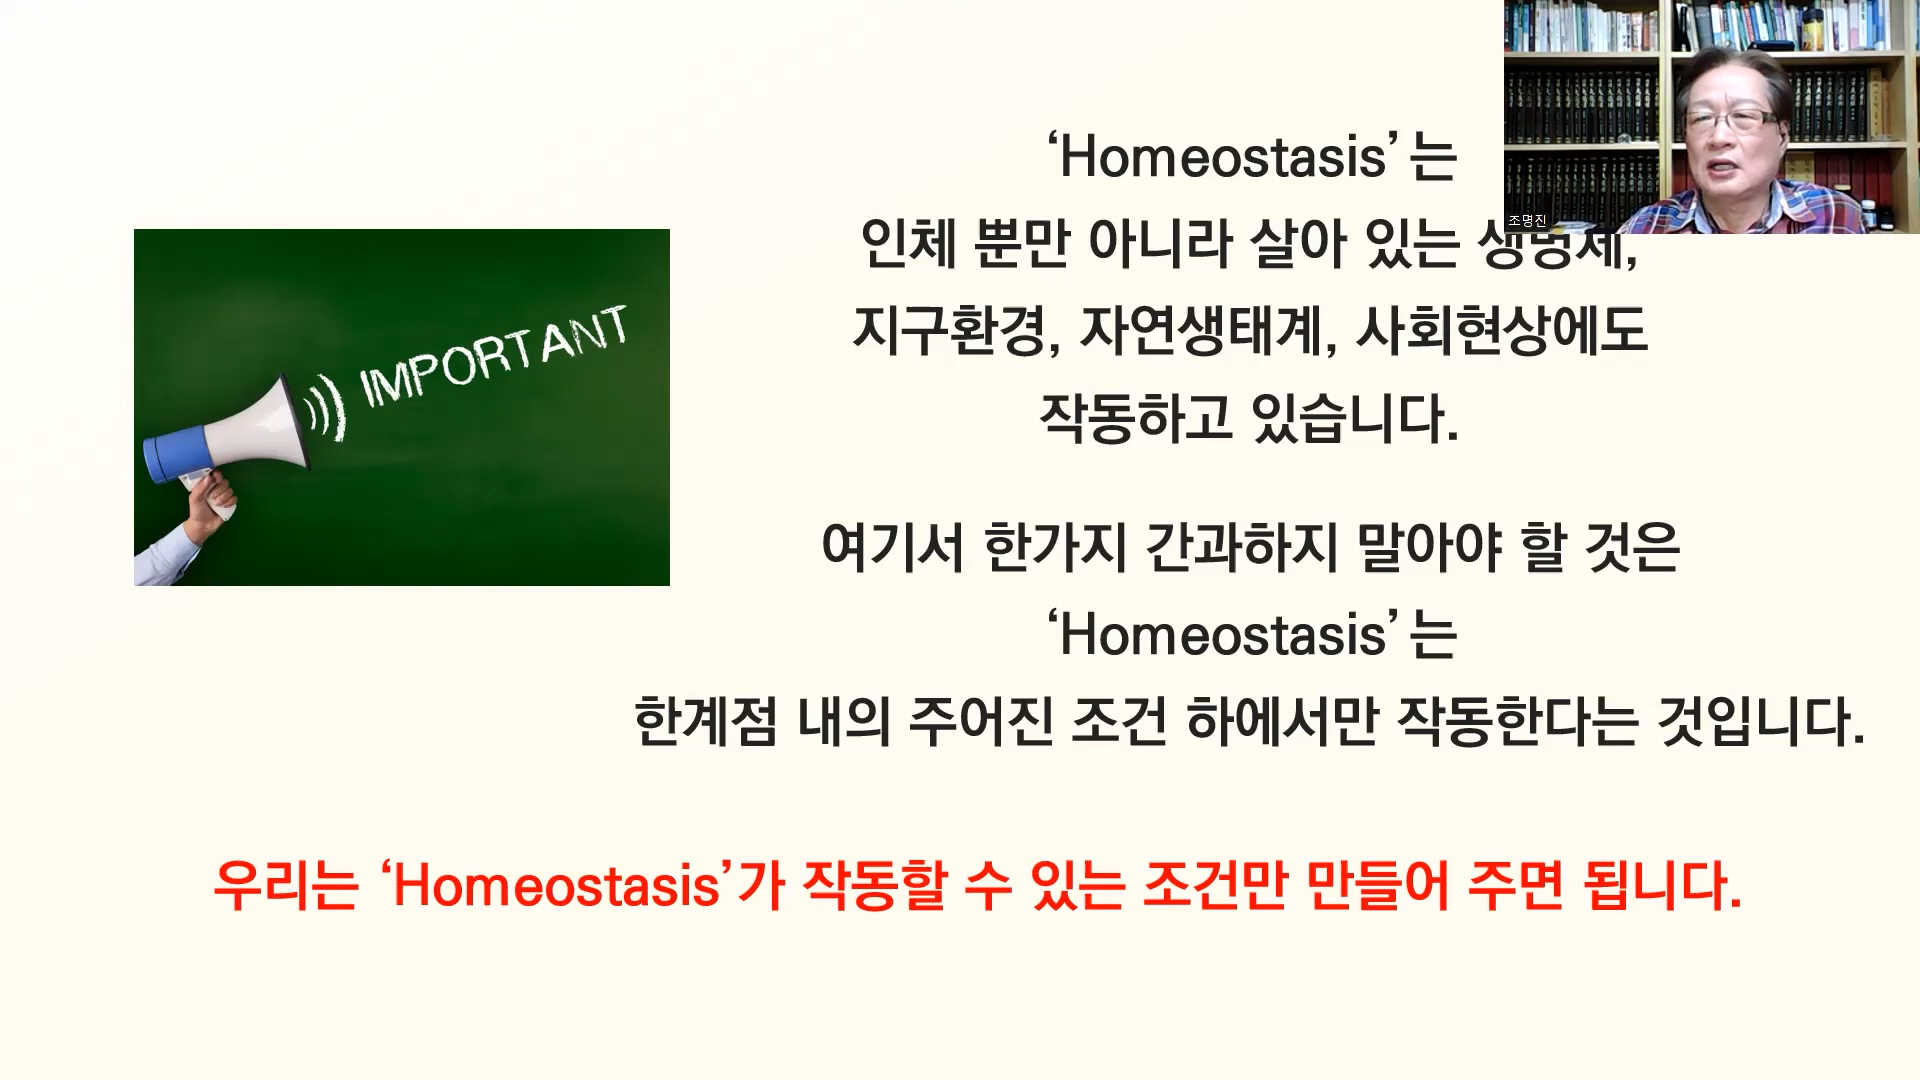 ‘Homeostasis’는
인체 뿐만 아니라 살아 있는 생명체,
지구환경, 자연생태계, 사회현상에도
작동하고 있습니다.
여기서 한가지 간과하지 말아야 할 것은
‘Homeostasis’는
한계점 내의 주어진 조건 하에서만 작동한다는 것입니다.
우리는 ‘Homeostasis’가 작동할 수 있는 조건만 만들어 주면 됩니다.
IMPORTANT
조명진